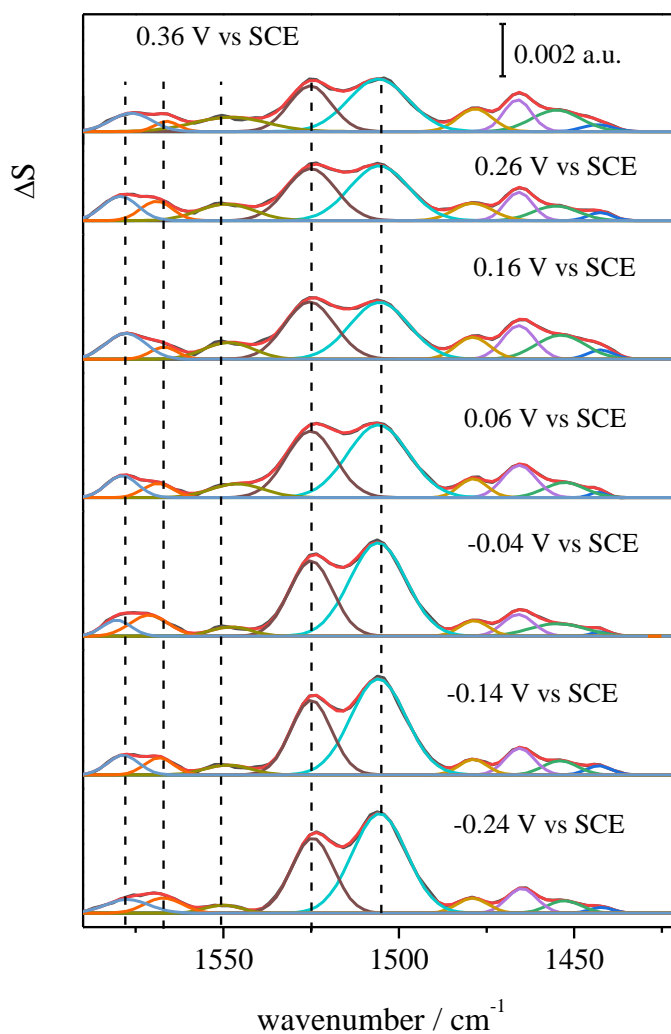 0.36 V vs SCE
0.002 a.u.
ΔS
0.26 V vs SCE
0.16 V vs SCE
0.06 V vs SCE
-0.04 V vs SCE
-0.14 V vs SCE
-0.24 V vs SCE
1550 1500 1450
wavenumber / cm⁻¹